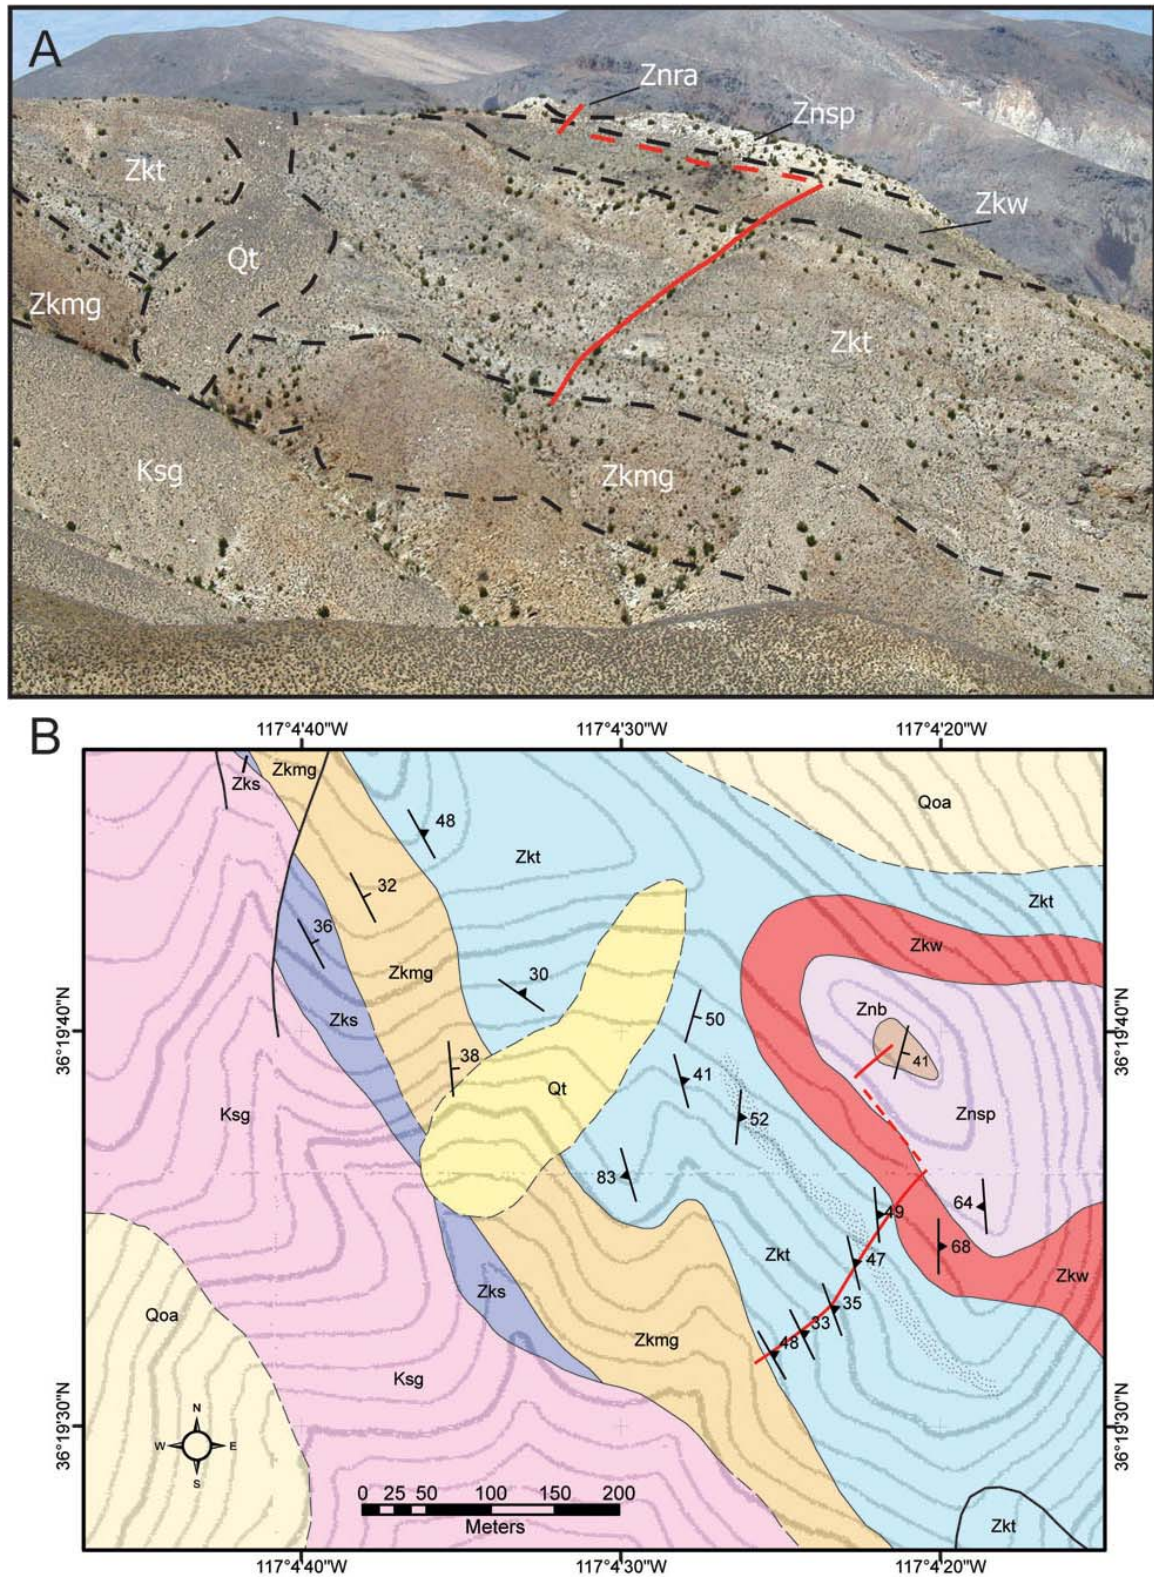 A
Znra
Znsp
Zkt
Zkw
Qt
Zkmg
Zkt
Ksg
Zkmg
B
117°4'40"W
117°4'30"W
117°4'20"W
Zkmg
Zks
Qoa
48
Zkt
32
Zkt
36
Zkw
Zkmg
30
Znb
Zks
50
36°19'40"N
36°19'40"N
38
41
41
Qt
Ksg
52
Znsp
83
64
49
68
Zkt
47
Zkw
Zks
35
Qoa
33
Zkmg
48
Ksg
N
36°19'30"N
36°19'30"N
W
E
S
0 25 50 100 150 200
Meters
Zkt
117°4'40"W
117°4'30"W
117°4'20"W